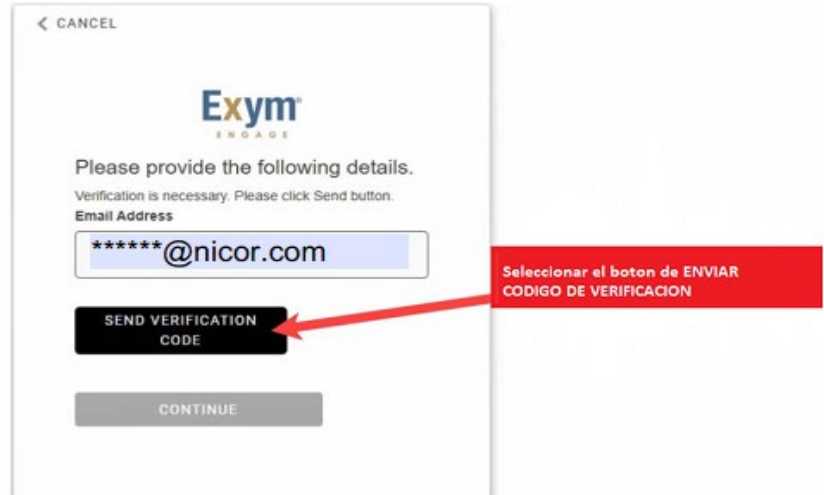 < CANCEL
Exym®
ENGAGE
Please provide the following details.
Verification is necessary. Please click Send button.
Email Address
******@nicor.com
Seleccionar el boton de ENVIAR
CODIGO DE VERIFICACION
SEND VERIFICATION
CODE
CONTINUE